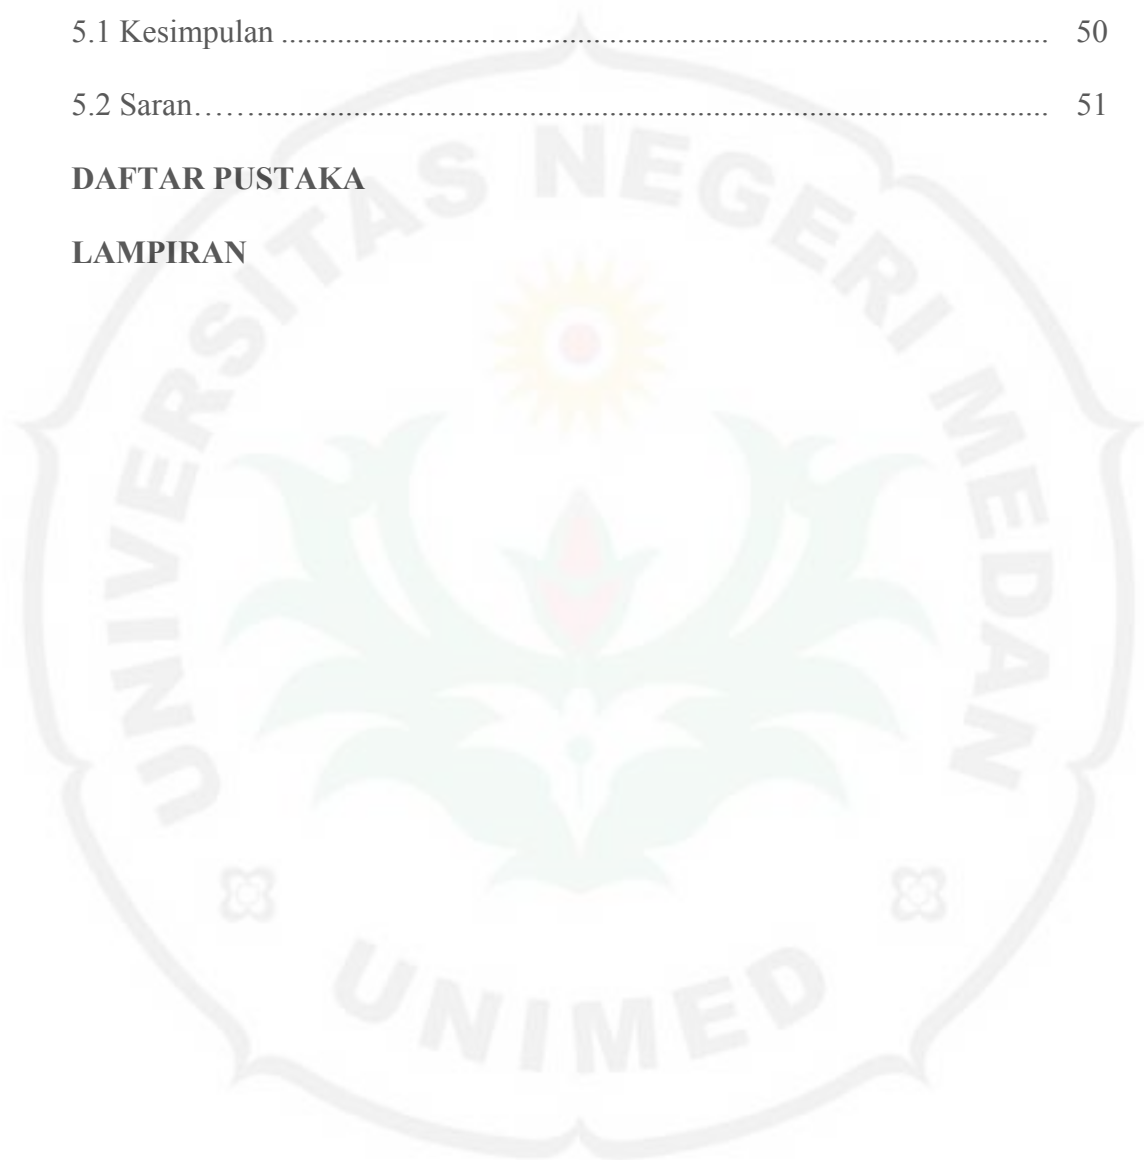 5.1 Kesimpulan ................................................................................................ 50
5.2 Saran…….................................................................................................... 51
DAFTAR PUSTAKA
LAMPIRAN
UNIVERSITAS NEGERI MEDAN
UNIMED